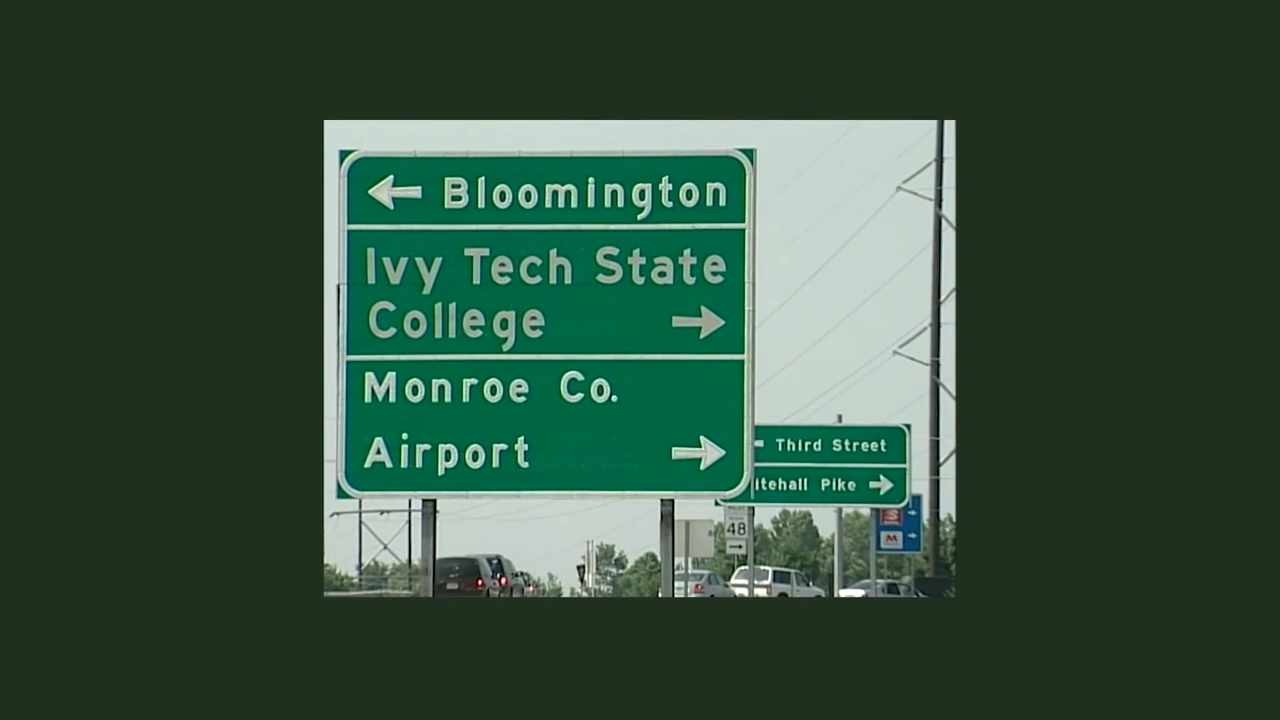 Bloomington
Ivy Tech State
College
Monroe Co.
Airport
Third Street
itehall Pike
48